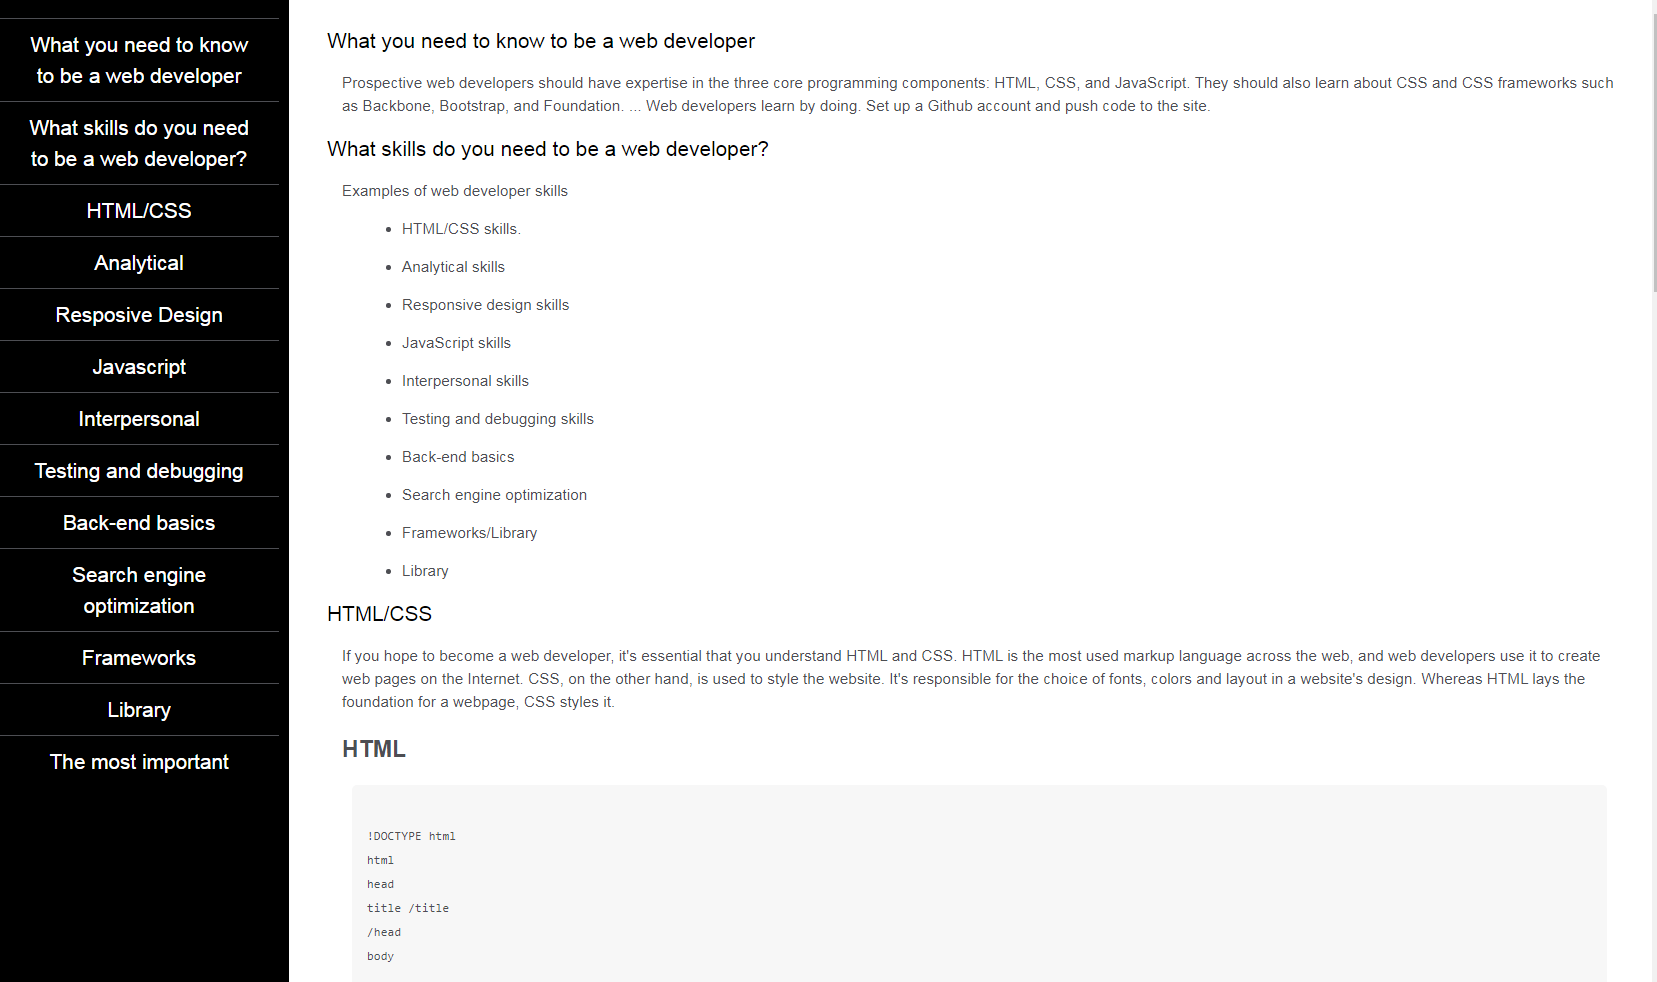 What you need to know
to be a web developer
What skills do you need
to be a web developer?
HTML/CSS
Analytical
Resposive Design
Javascript
Interpersonal
Testing and debugging
Back-end basics
Search engine
optimization
Frameworks
Library
The most important
What you need to know to be a web developer
Prospective web developers should have expertise in the three core programming components: HTML, CSS, and JavaScript. They should also learn about CSS and CSS frameworks such
as Backbone, Bootstrap, and Foundation. ... Web developers learn by doing. Set up a Github account and push code to the site.
What skills do you need to be a web developer?
Examples of web developer skills
• HTML/CSS skills.
• Analytical skills
• Responsive design skills
• JavaScript skills
• Interpersonal skills
• Testing and debugging skills
• Back-end basics
• Search engine optimization
• Frameworks/Library
• Library
HTML/CSS
If you hope to become a web developer, it's essential that you understand HTML and CSS. HTML is the most used markup language across the web, and web developers use it to create
web pages on the Internet. CSS, on the other hand, is used to style the website. It's responsible for the choice of fonts, colors and layout in a website's design. Whereas HTML lays the
foundation for a webpage, CSS styles it.
HTML
!DOCTYPE html
html
head
title /title
/head
body